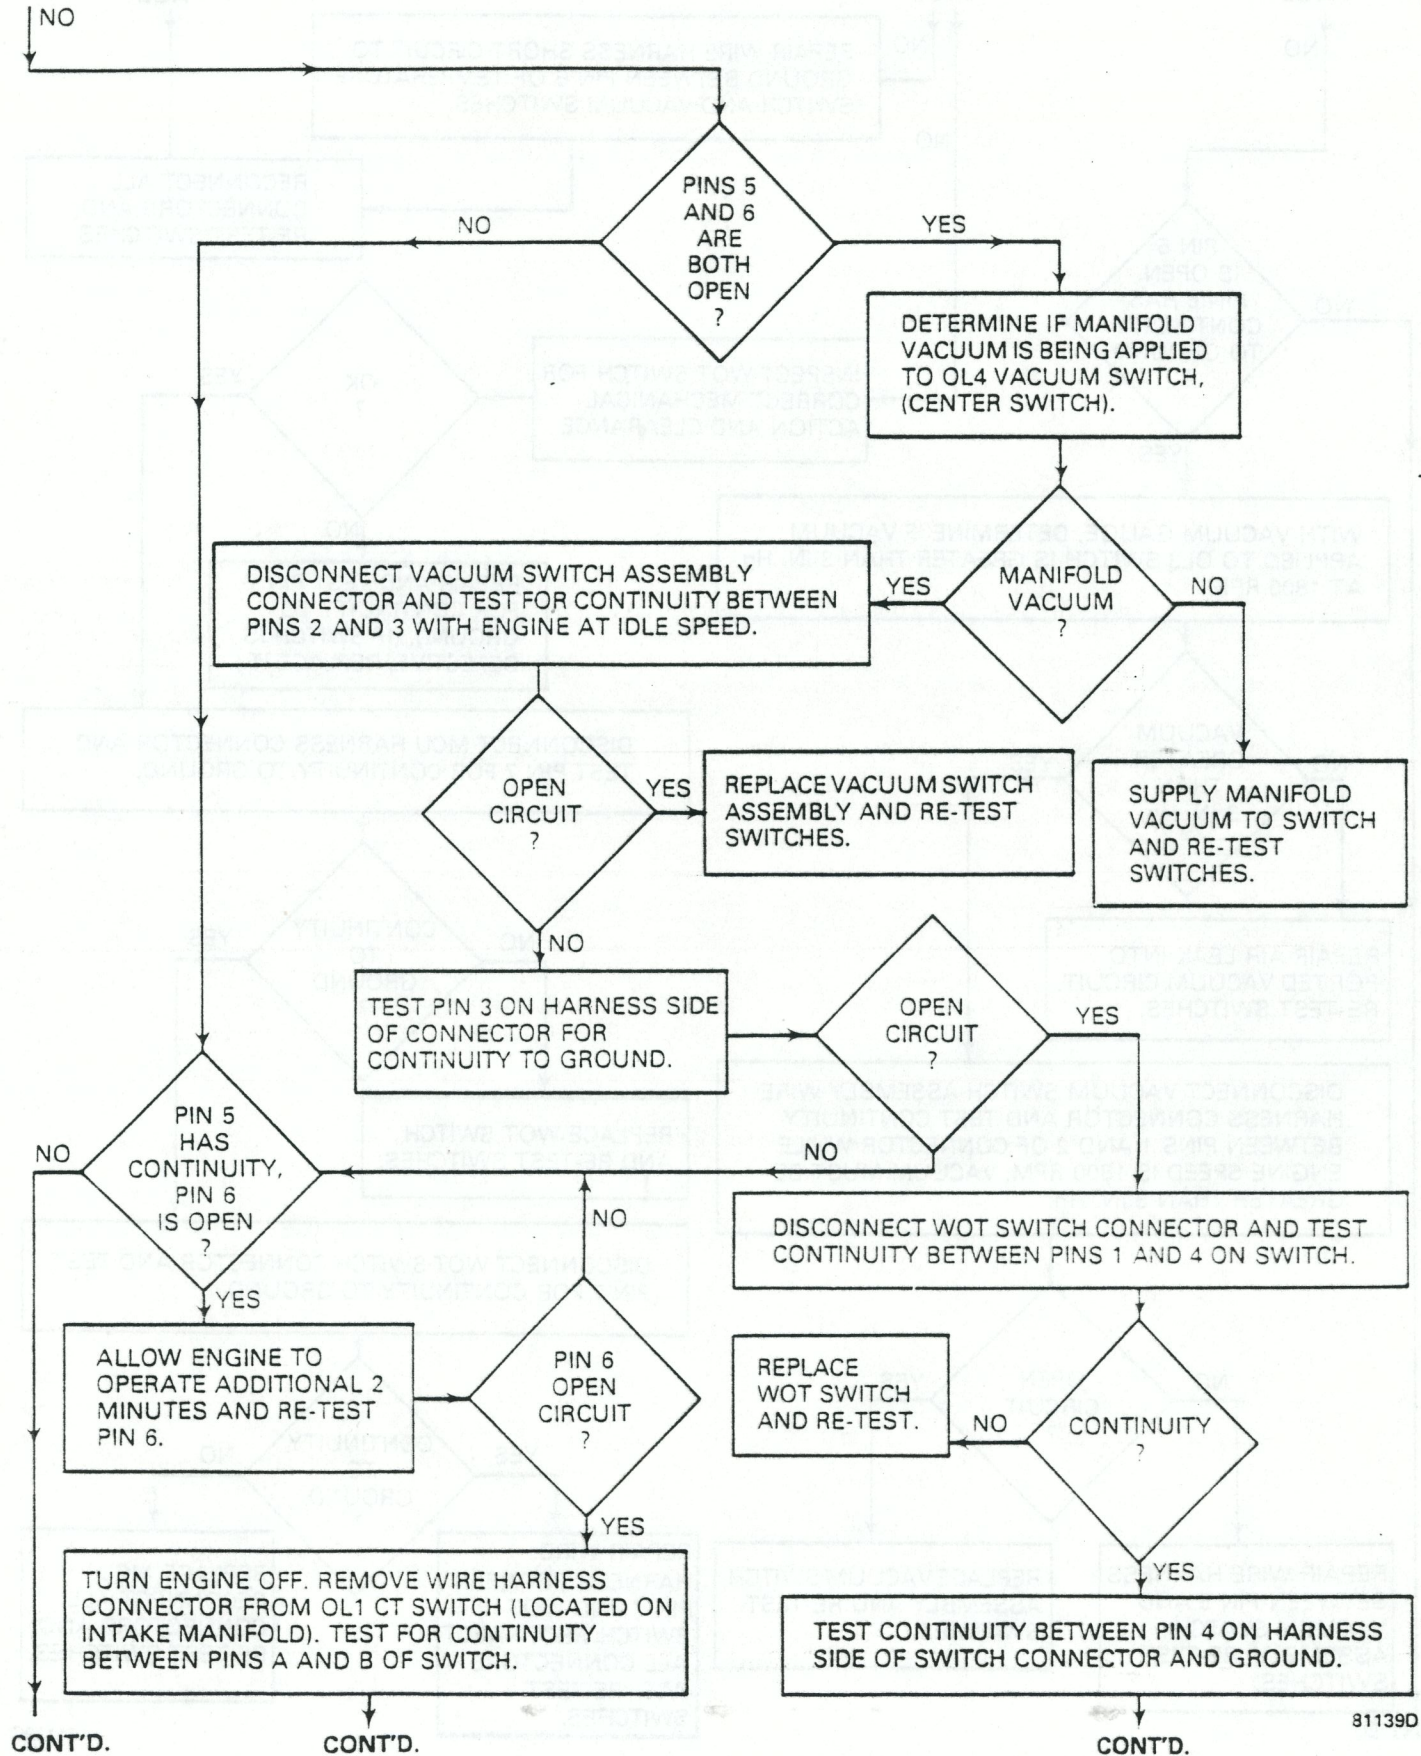 NO
PINS 5
AND 6
ARE
BOTH
OPEN
?
NO
YES
DETERMINE IF MANIFOLD
VACUUM IS BEING APPLIED
TO OL4 VACUUM SWITCH,
(CENTER SWITCH).
MANIFOLD
VACUUM
?
YES
NO
DISCONNECT VACUUM SWITCH ASSEMBLY
CONNECTOR AND TEST FOR CONTINUITY BETWEEN
PINS 2 AND 3 WITH ENGINE AT IDLE SPEED.
OPEN
CIRCUIT
?
YES
REPLACE VACUUM SWITCH
ASSEMBLY AND RE-TEST
SWITCHES.
SUPPLY MANIFOLD
VACUUM TO SWITCH
AND RE-TEST
SWITCHES.
NO
TEST PIN 3 ON HARNESS SIDE
OF CONNECTOR FOR
CONTINUITY TO GROUND.
OPEN
CIRCUIT
?
YES
NO
PIN 5
HAS
CONTINUITY,
PIN 6
IS OPEN
?
NO
YES
NO
DISCONNECT WOT SWITCH CONNECTOR AND TEST
CONTINUITY BETWEEN PINS 1 AND 4 ON SWITCH.
ALLOW ENGINE TO
OPERATE ADDITIONAL 2
MINUTES AND RE-TEST
PIN 6.
PIN 6
OPEN
CIRCUIT
?
YES
REPLACE
WOT SWITCH
AND RE-TEST.
NO
CONTINUITY
?
YES
TURN ENGINE OFF. REMOVE WIRE HARNESS
CONNECTOR FROM OL1 CT SWITCH (LOCATED ON
INTAKE MANIFOLD). TEST FOR CONTINUITY
BETWEEN PINS A AND B OF SWITCH.
TEST CONTINUITY BETWEEN PIN 4 ON HARNESS
SIDE OF SWITCH CONNECTOR AND GROUND.
81139D
CONT'D.
CONT'D.
CONT'D.